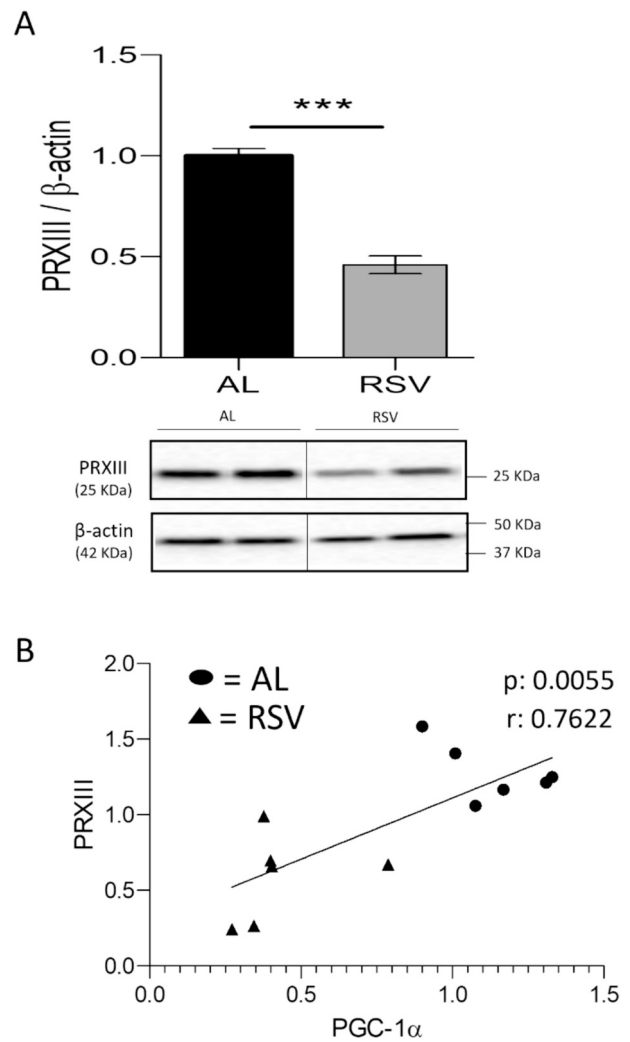 A
1.5
***
1.0
0.5
0.0
PRXIII / β-actin
AL
RSV
AL
RSV
PRXIII
(25 KDa)
25 KDa
β-actin
(42 KDa)
50 KDa
37 KDa
B
2.0
1.5
1.0
0.5
0.0
PRXIII
= AL
= RSV
p: 0.0055
r: 0.7622
0.0
0.5
1.0
1.5
PGC-1α